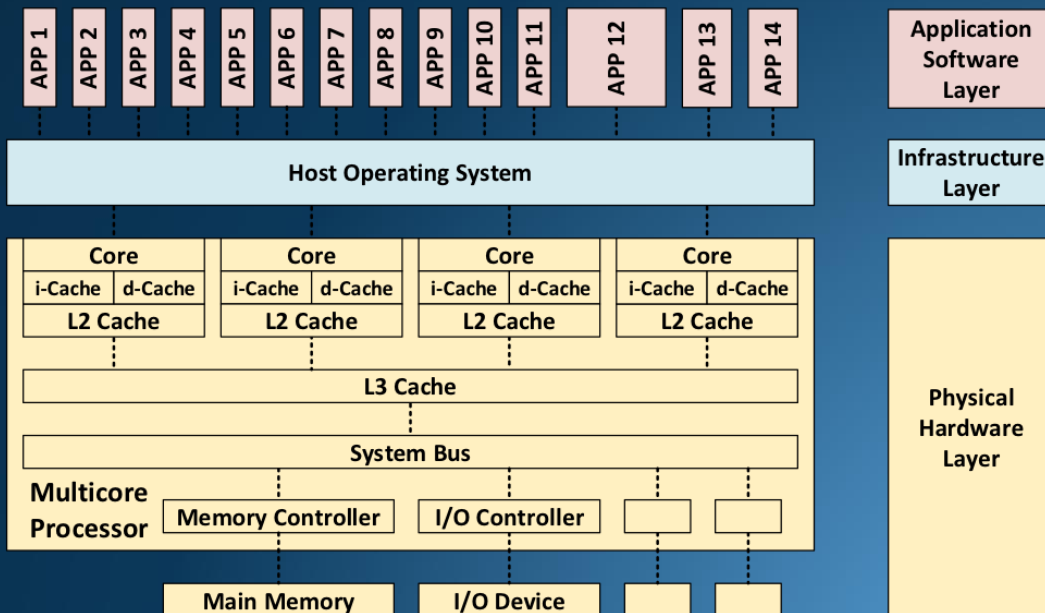 APP 1
APP 2
APP 3
APP 4
APP 5
APP 6
APP 7
APP 8
APP 9
APP 10
APP 11
APP 12
APP 13
APP 14
Application
Software
Layer
Host Operating System
Infrastructure
Layer
Core
Core
Core
Core
i-Cache
d-Cache
i-Cache
d-Cache
i-Cache
d-Cache
i-Cache
d-Cache
L2 Cache
L2 Cache
L2 Cache
L2 Cache
L3 Cache
System Bus
Physical
Hardware
Layer
Multicore
Processor
Memory Controller
I/O Controller
Main Memory
I/O Device